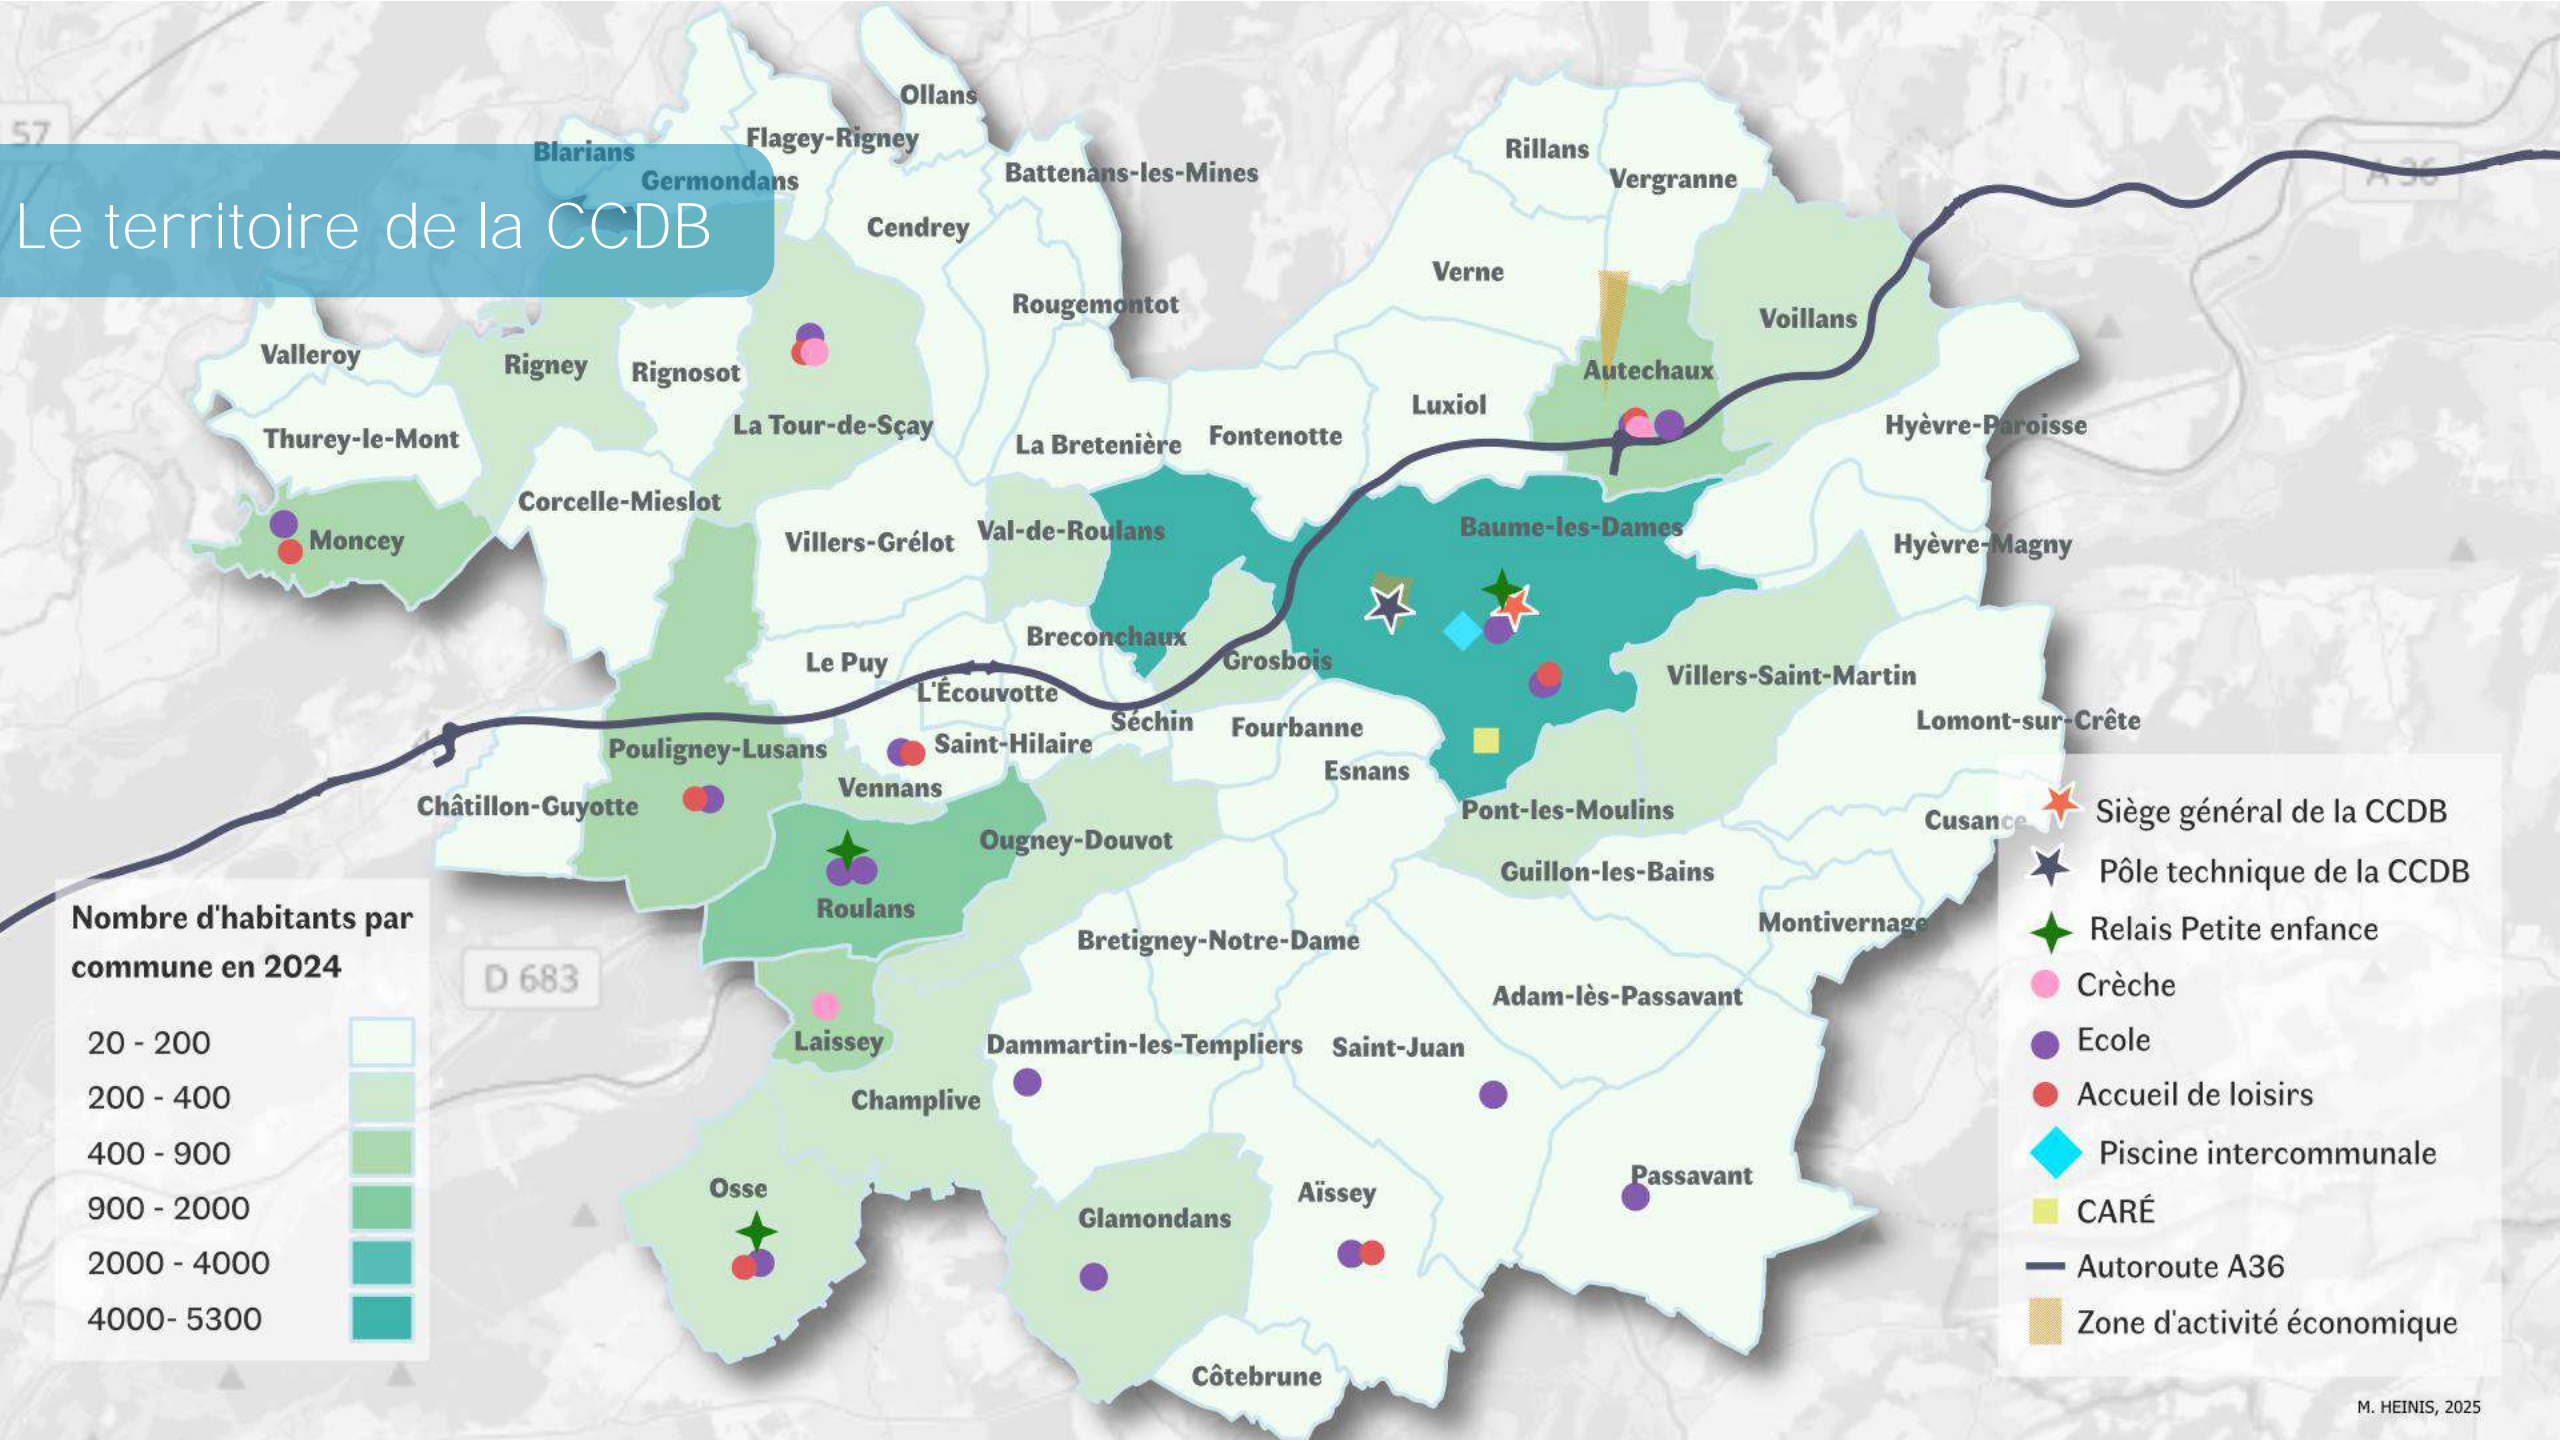 57
Ollans
Flagey-Rigney
Blarians
Germondans
Battenans-les-Mines
Rillans
Vergranne
A 36
Le territoire de la CCDB
Cendrey
Verne
Rougemontot
Voillans
Valleroy
Rigney
Rignosot
Autechaux
Luxiol
La Tour-de-Sçay
Thurey-le-Mont
La Bretenière
Fontenotte
Hyèvre-Paroisse
Corcelle-Mieslot
Moncey
Villers-Grélot
Val-de-Roulans
Baume-les-Dames
Hyèvre-Magny
Breconchaux
Le Puy
Grosbois
Villers-Saint-Martin
L'Écouvotte
Séchin
Fourbanne
Lomont-sur-Crête
Pouligney-Lusans
Saint-Hilaire
Vennans
Esnans
Châtillon-Guyotte
Ougney-Douvot
Pont-les-Moulins
Cusance
Guillon-les-Bains
Roulans
Montivernage
Bretigney-Notre-Dame
D 683
Adam-lès-Passavant
Laissey
Dammartin-les-Templiers
Saint-Juan
Champlive
Osse
Glamondans
Aïssey
Passavant
Côtebrune
Nombre d'habitants par
commune en 2024
20 - 200
200 - 400
400 - 900
900 - 2000
2000 - 4000
4000- 5300
Siège général de la CCDB
Pôle technique de la CCDB
Relais Petite enfance
Crèche
Ecole
Accueil de loisirs
Piscine intercommunale
CARÉ
Autoroute A36
Zone d'activité économique
M. HEINIS, 2025